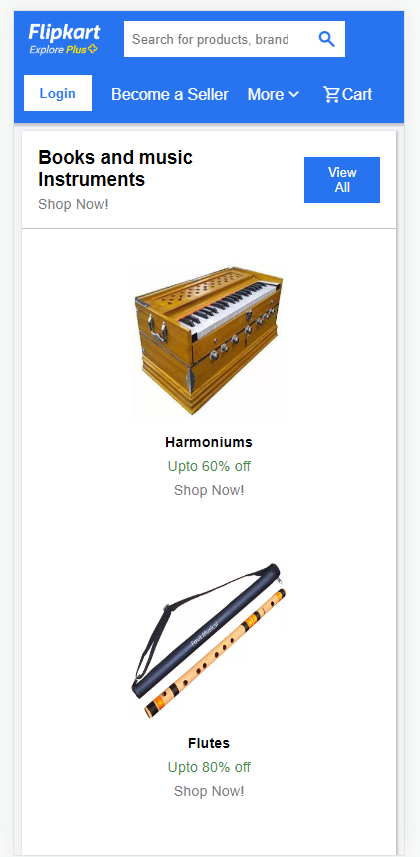 Flipkart
Explore Plus
Search for products, brand
Login
Become a Seller
More
Cart
Books and music
Instruments
Shop Now!
View
All
Harmoniums
Upto 60% off
Shop Now!
Flutes
Upto 80% off
Shop Now!